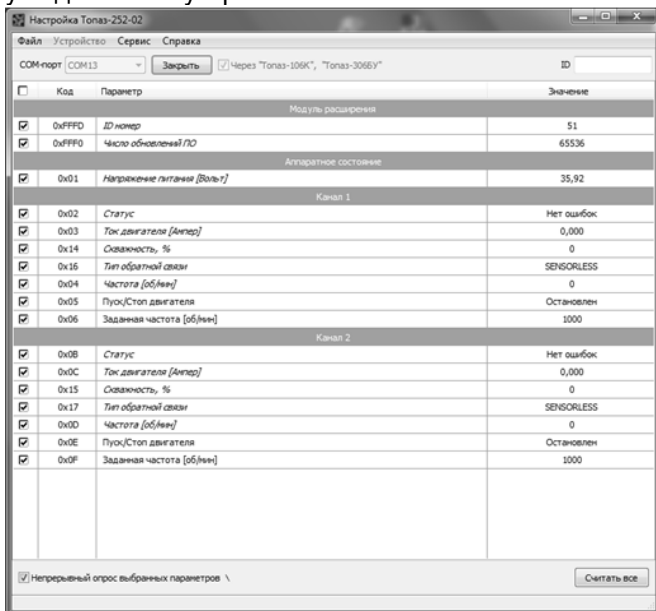 Настройка Топаз-252-02
Файл Устройство Сервис Справка
COM-порт COM13 Закрыть Через "Топаз-106К", "Топаз-306БУ" ID
Код Параметр Значение
Модуль расширения
0xFFFD ID номер 51
0xFFF0 Число обновлений ПО 65536
Аппаратное состояние
0x01 Напряжение питания [Вольт] 35,92
Канал 1
0x02 Статус Нет ошибок
0x03 Ток двигателя [Ампер] 0,000
0x14 Скважность, % 0
0x16 Тип обратной связи SENSORLESS
0x04 Частота [об/мин] 0
0x05 Пуск/Стоп двигателя Остановлен
0x06 Заданная частота [об/мин] 1000
Канал 2
0x0B Статус Нет ошибок
0x0C Ток двигателя [Ампер] 0,000
0x15 Скважность, % 0
0x17 Тип обратной связи SENSORLESS
0x0D Частота [об/мин] 0
0x0E Пуск/Стоп двигателя Остановлен
0x0F Заданная частота [об/мин] 1000
Непрерывный опрос выбранных параметров \ Считать все